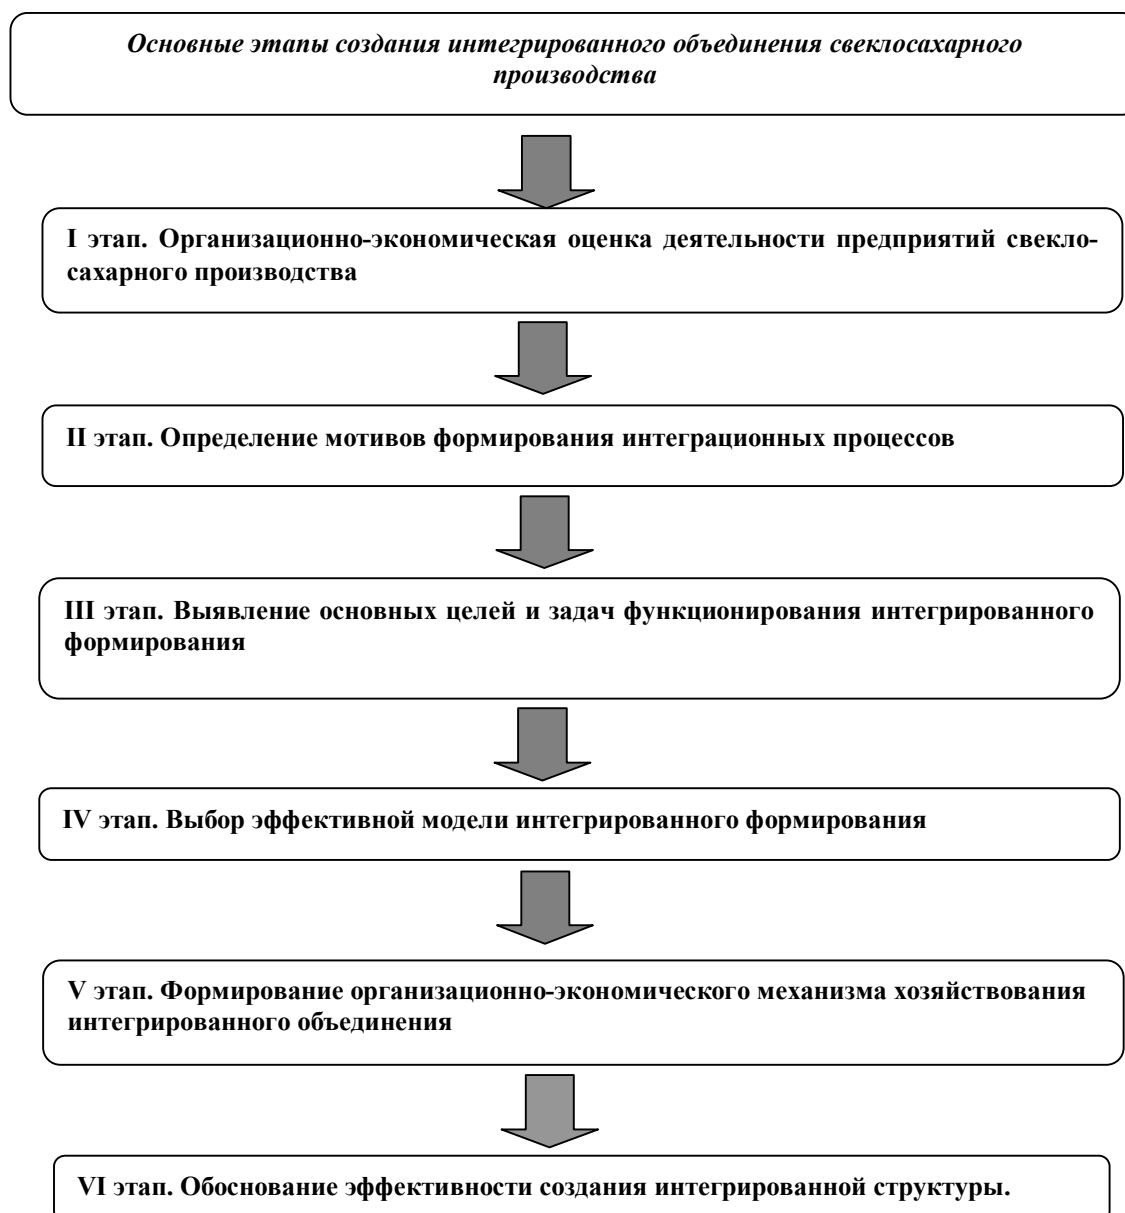 Основные этапы создания интегрированного объединения свеклосахарного
производства
I этап. Организационно-экономическая оценка деятельности предприятий свекло-
сахарного производства
II этап. Определение мотивов формирования интеграционных процессов
III этап. Выявление основных целей и задач функционирования интегрированного
формирования
IV этап. Выбор эффективной модели интегрированного формирования
V этап. Формирование организационно-экономического механизма хозяйствования
интегрированного объединения
VI этап. Обоснование эффективности создания интегрированной структуры.